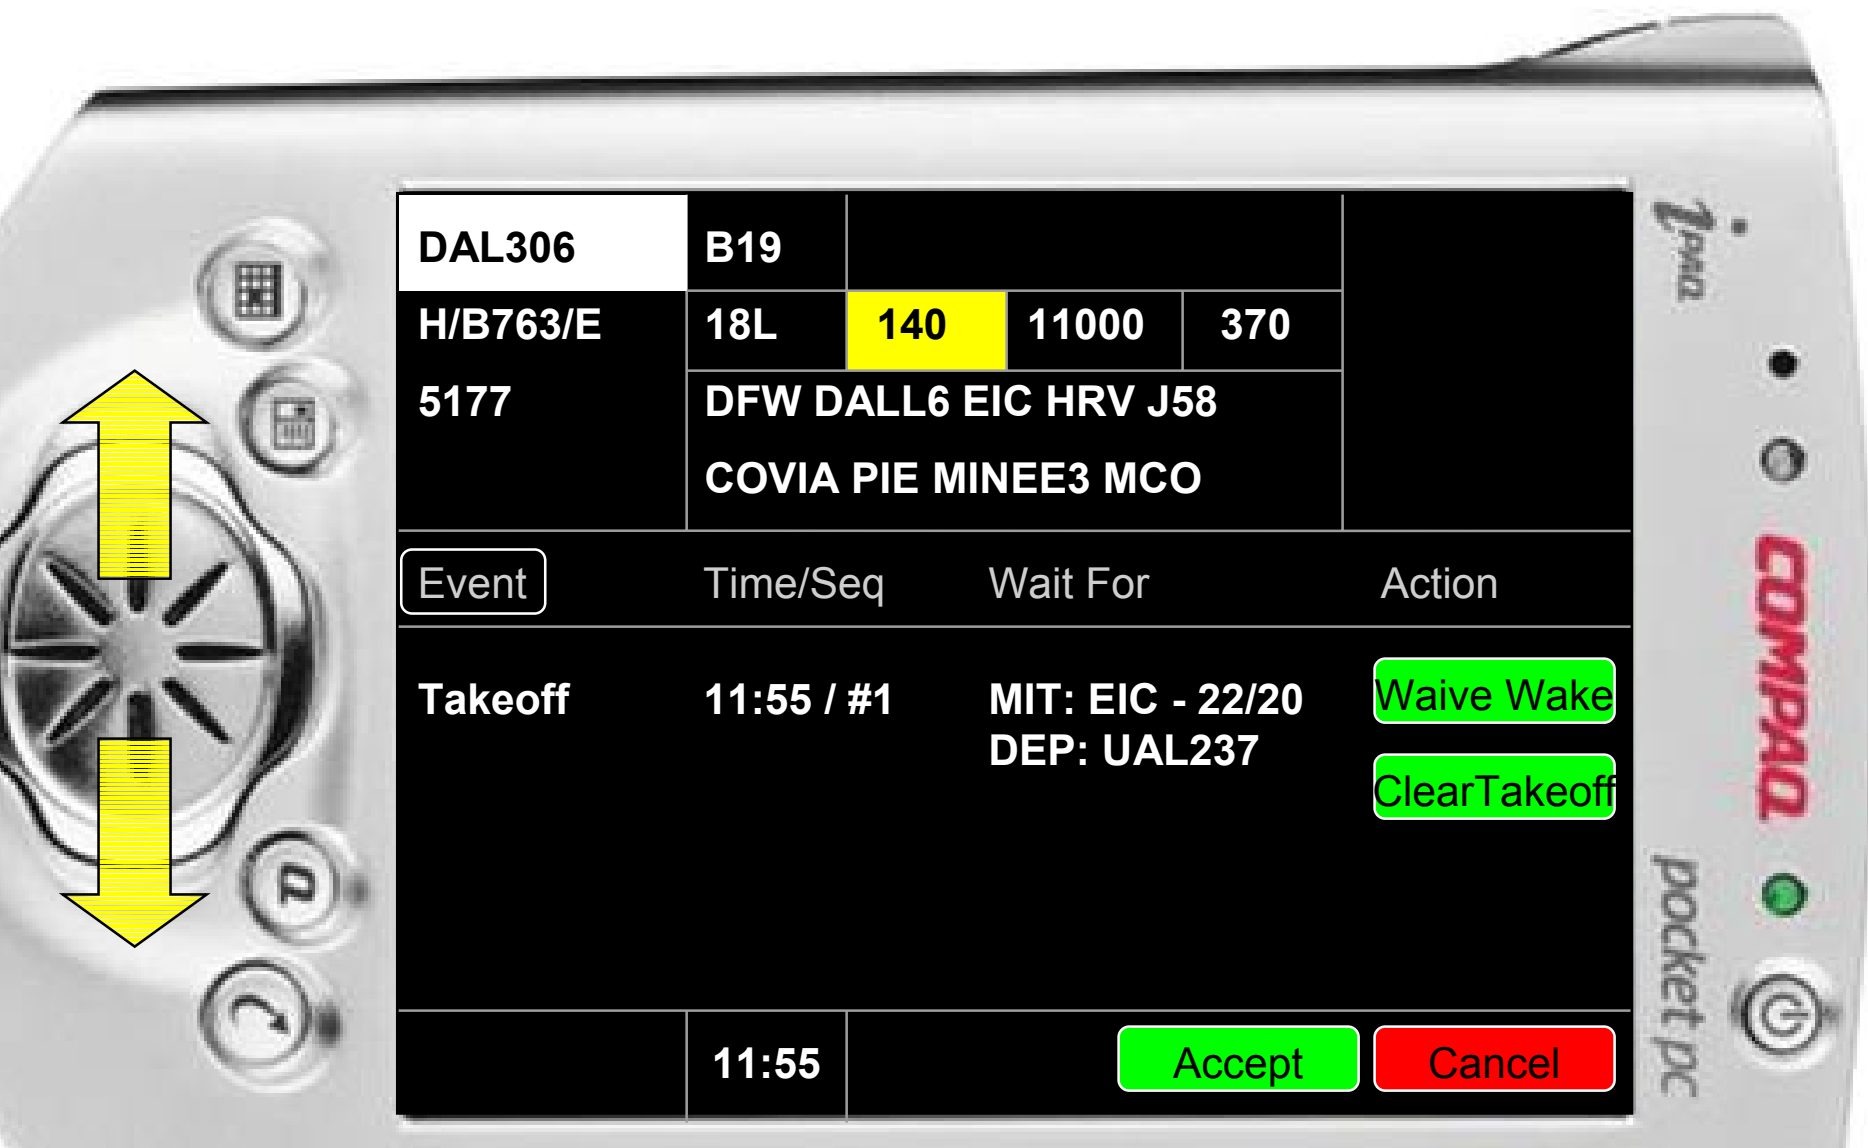 DAL306 B19
H/B763/E 18L 140 11000 370
5177 DFW DALL6 EIC HRV J58
COVIA PIE MINEE3 MCO
Event Time/Seq Wait For Action
Takeoff 11:55 / #1 MIT: EIC - 22/20 Waive Wake
DEP: UAL237
ClearTakeoff
11:55 Accept Cancel
iPAQ
COMPAQ
pocket pc
a